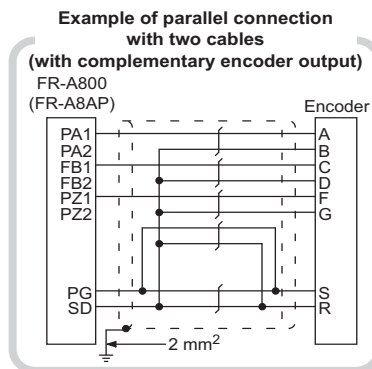 Example of parallel connection
with two cables
(with complementary encoder output)
FR-A800
(FR-A8AP)
Encoder
PA1
PA2
FB1
FB2
PZ1
PZ2
PG
SD
A
B
C
D
F
G
S
R
2 mm²